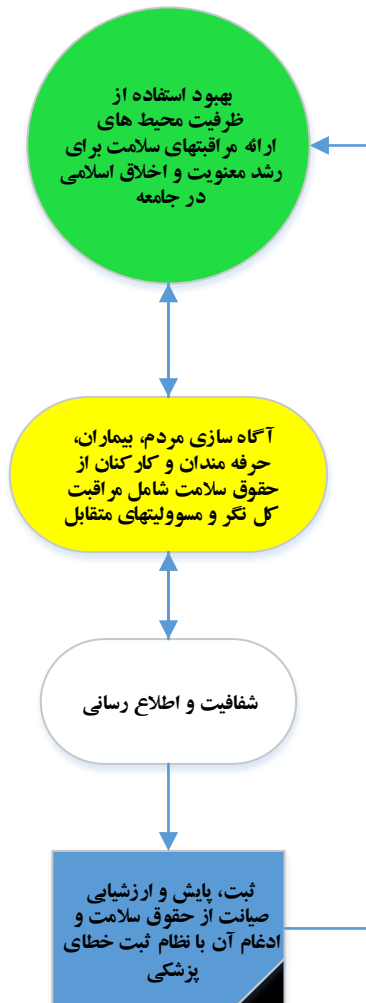 بهبود استفاده از
ظرفیت محیط های
ارائه مراقبتهای سلامت برای
رشد معنویت و اخلاق اسلامی
در جامعه
آگاه سازی مردم، بیماران،
حرفه مندان و کارکنان از
حقوق سلامت شامل مراقبت
کل نگر و مسوولیتهای متقابل
شفافیت و اطلاع رسانی
ثبت، پایش و ارزشیابی
صیانت از حقوق سلامت و
ادغام آن با نظام ثبت خطای
پزشکی